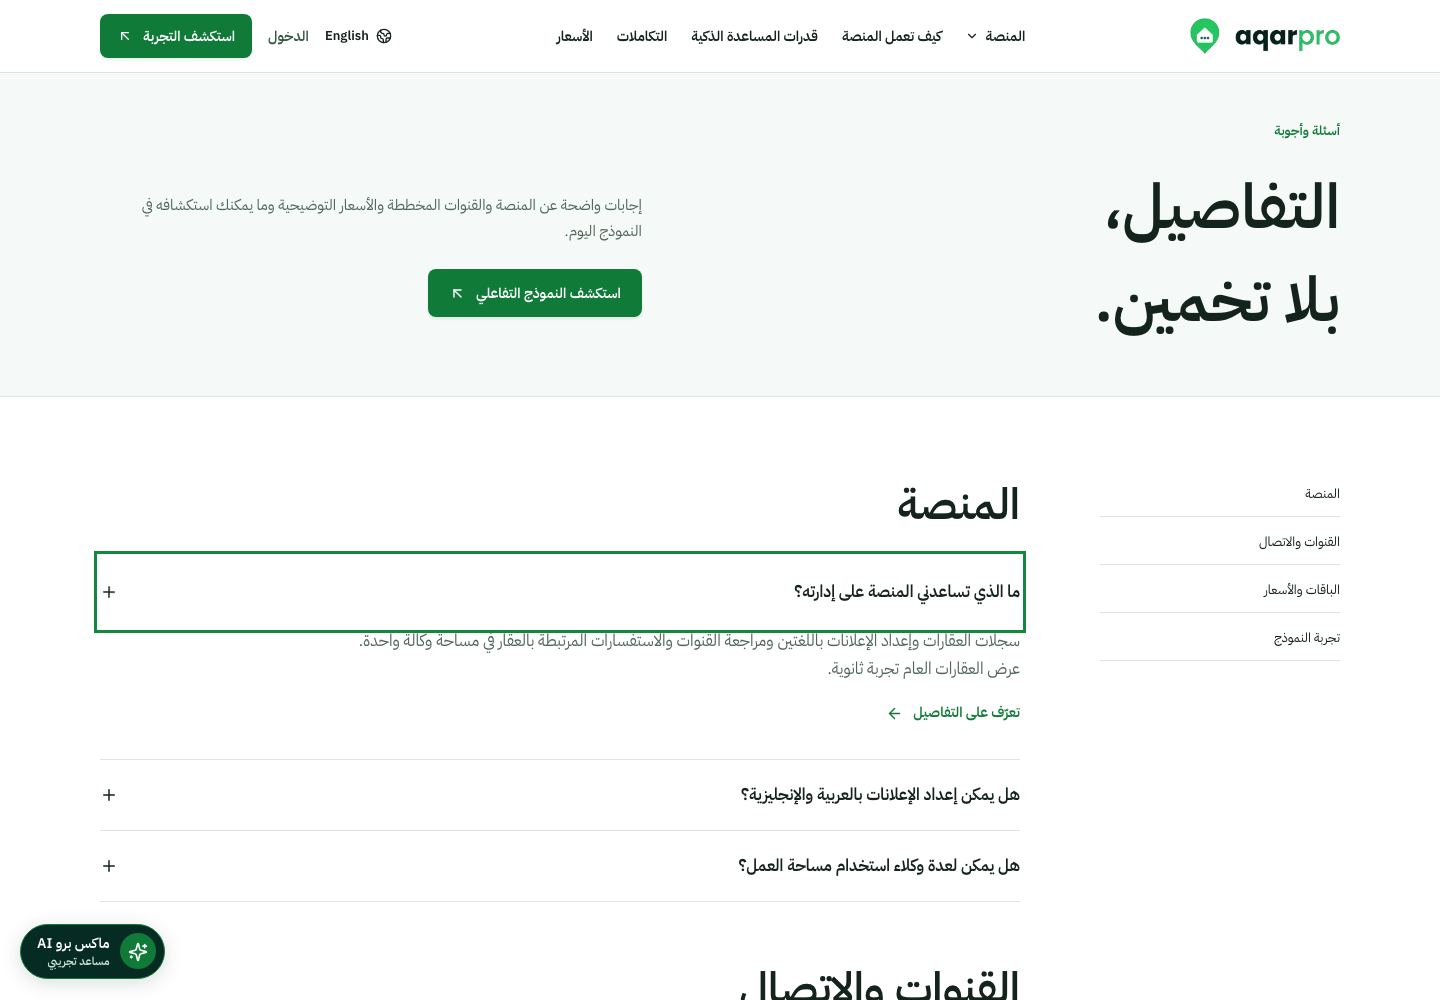 aqarpro
المنصة
كيف تعمل المنصة
قدرات المساعدة الذكية
التكاملات
الأسعار
English
الدخول
استكشف التجربة
أسئلة وأجوبة
التفاصيل،
بلا تخمين.
إجابات واضحة عن المنصة والقنوات المخططة والأسعار التوضيحية وما يمكنك استكشافه في
النموذج اليوم.
استكشف النموذج التفاعلي
المنصة
القنوات والاتصال
الباقات والأسعار
تجربة النموذج
المنصة
ما الذي تساعدني المنصة على إدارته؟
سجلات العقارات وإعداد الإعلانات باللغتين ومراجعة القنوات والاستفسارات المرتبطة بالعقار في مساحة وكالة واحدة.
عرض العقارات العام تجربة ثانوية.
تعرّف على التفاصيل
هل يمكن إعداد الإعلانات بالعربية والإنجليزية؟
هل يمكن لعدة وكلاء استخدام مساحة العمل؟
القنوات والاتصال
ماكس برو AI
مساعد تجريبي